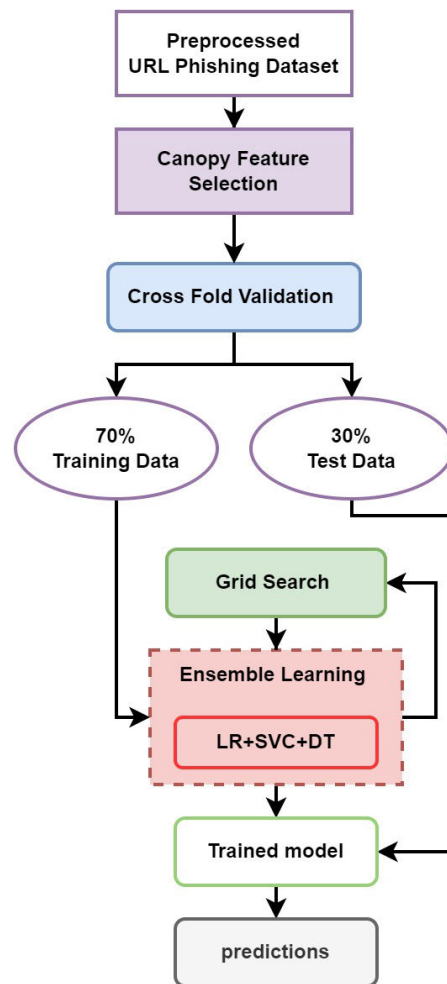 Preprocessed
URL Phishing Dataset
Canopy Feature
Selection
Cross Fold Validation
70%
Training Data
30%
Test Data
Grid Search
Ensemble Learning
LR+SVC+DT
Trained model
predictions